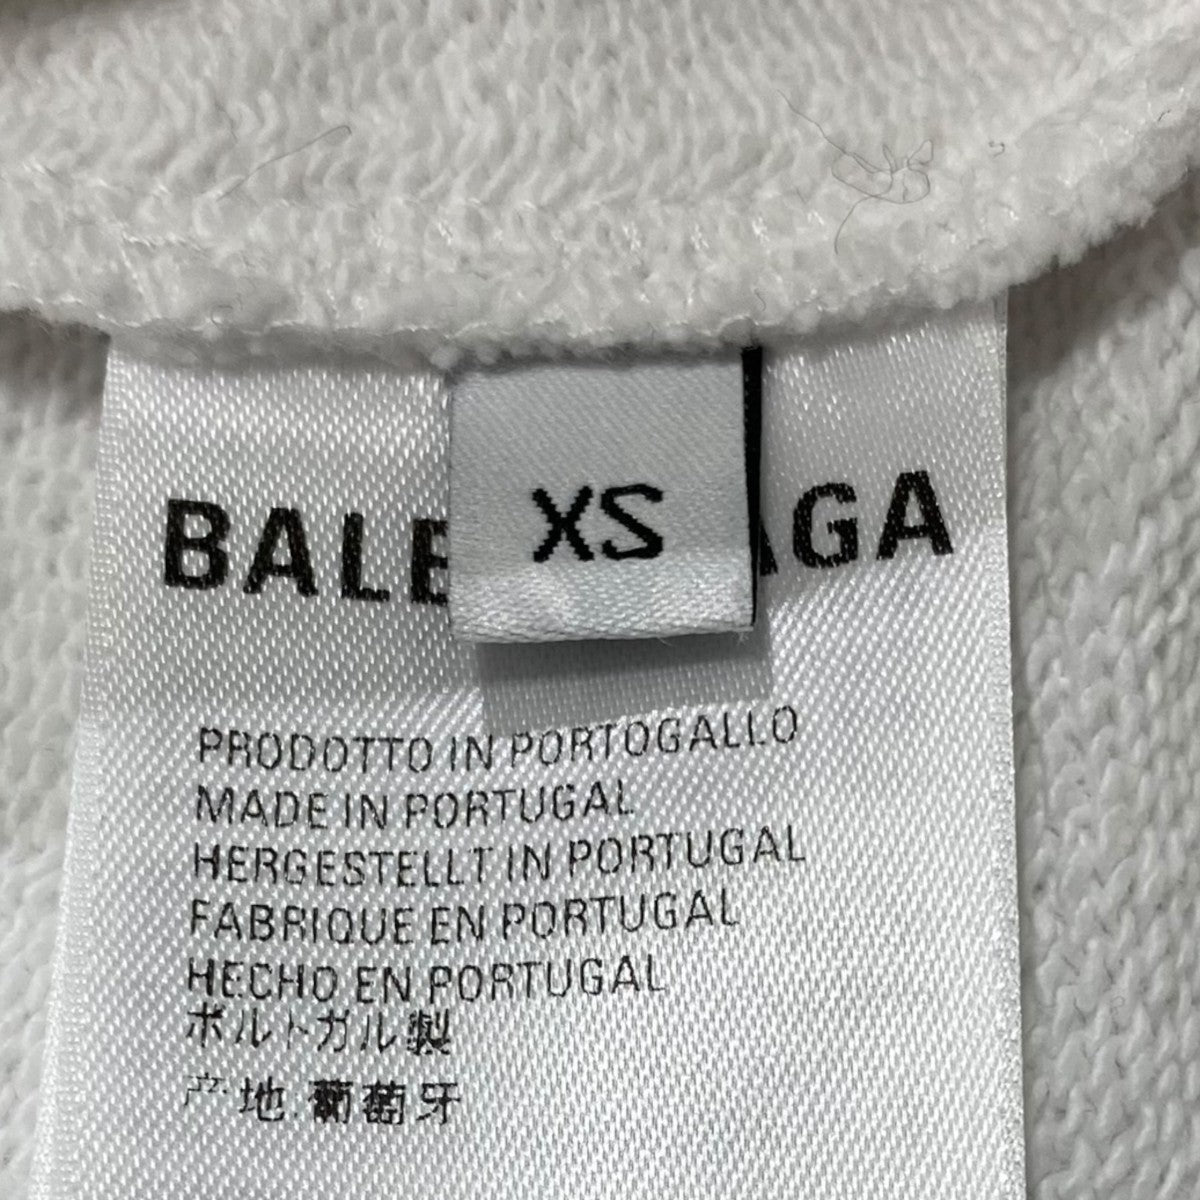 XS
BALE AGA
PRODOTTO IN PORTOGALLO
MADE IN PORTUGAL
HERGESTELLT IN PORTUGAL
FABRIQUE EN PORTUGAL
HECHO EN PORTUGAL
ポルトガル製
产地:葡萄牙